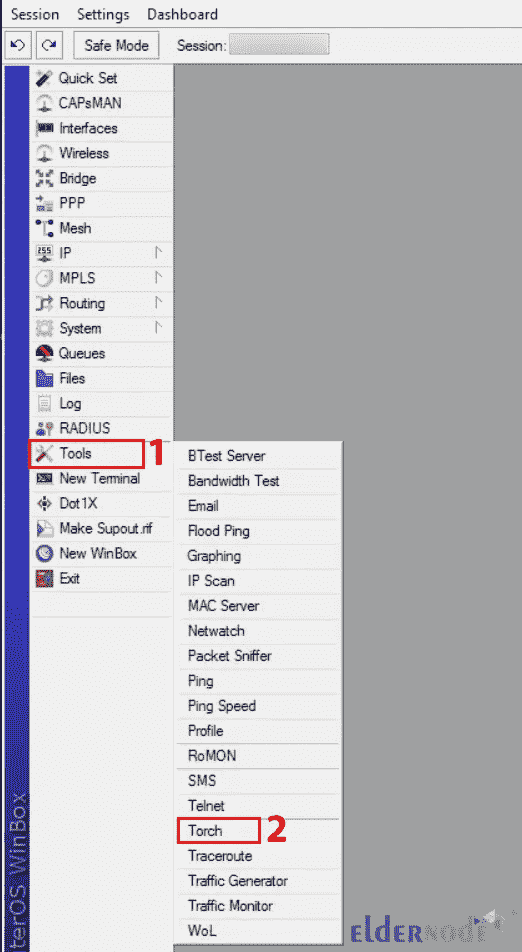 Session Settings Dashboard
Safe Mode Session:
Quick Set
CAPsMAN
Interfaces
Wireless
Bridge
PPP
Mesh
255
IP
MPLS
Routing
System
Queues
Files
Log
RADIUS
Tools 1
New Terminal
Dot1X
Make Supout.rif
New WinBox
Exit
BTest Server
Bandwidth Test
Email
Flood Ping
Graphing
IP Scan
MAC Server
Netwatch
Packet Sniffer
Ping
Ping Speed
Profile
RoMON
SMS
Telnet
Torch 2
Traceroute
Traffic Generator
Traffic Monitor
WoL
terOS WinBox
elderNode